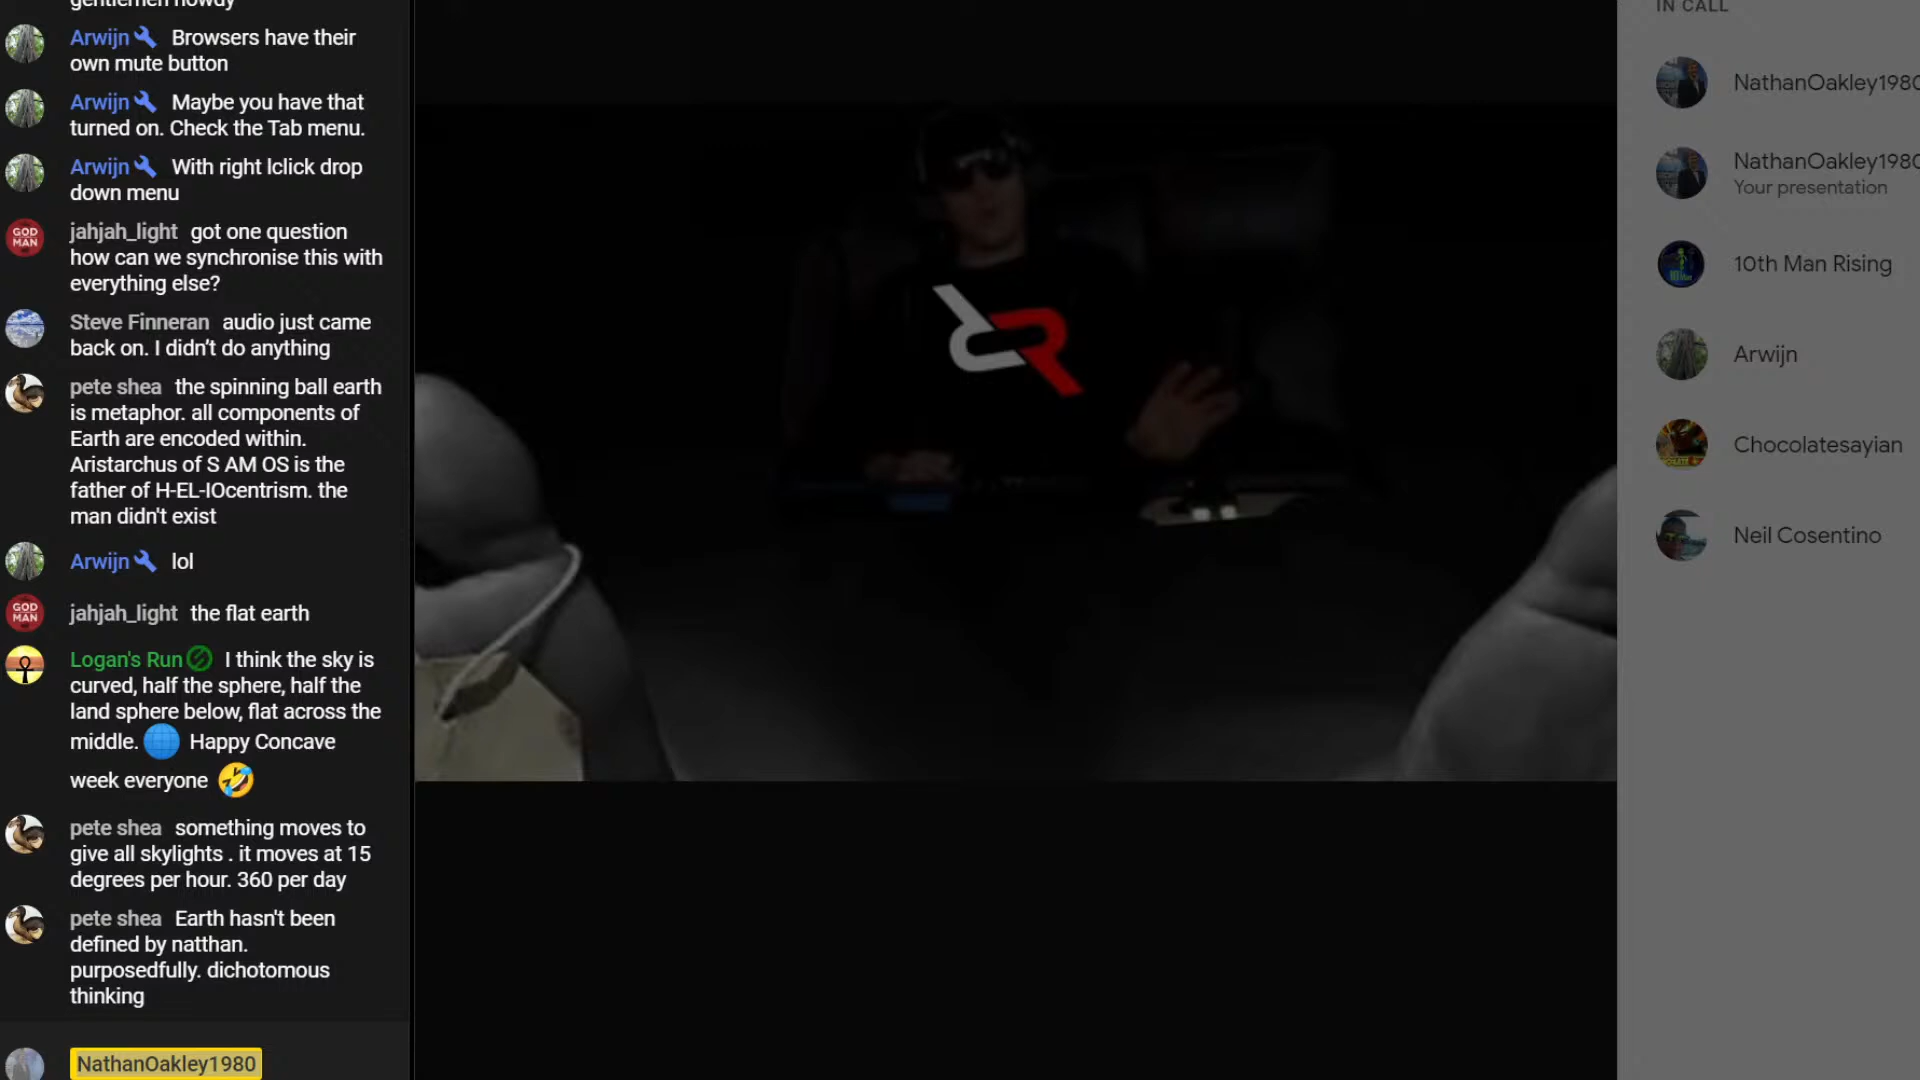 gentlemen howdy
Arwijn Browsers have their
own mute button
Arwijn Maybe you have that
turned on. Check the Tab menu.
Arwijn With right lclick drop
down menu
GOD
MAN
jahjah_light got one question
how can we synchronise this with
everything else?
Steve Finneran audio just came
back on. I didn't do anything
pete shea the spinning ball earth
is metaphor. all components of
Earth are encoded within.
Aristarchus of S AM OS is the
father of H-EL-IOcentrism. the
man didn't exist
Arwijn lol
GOD
MAN
jahjah_light the flat earth
Logan's Run I think the sky is
curved, half the sphere, half the
land sphere below, flat across the
middle. Happy Concave
week everyone
pete shea something moves to
give all skylights . it moves at 15
degrees per hour. 360 per day
pete shea Earth hasn't been
defined by natthan.
purposedfully. dichotomous
thinking
NathanOakley1980
R
IN CALL
NathanOakley1980
NathanOakley1980
Your presentation
10th Man Rising
Arwijn
Chocolatesayian
Neil Cosentino